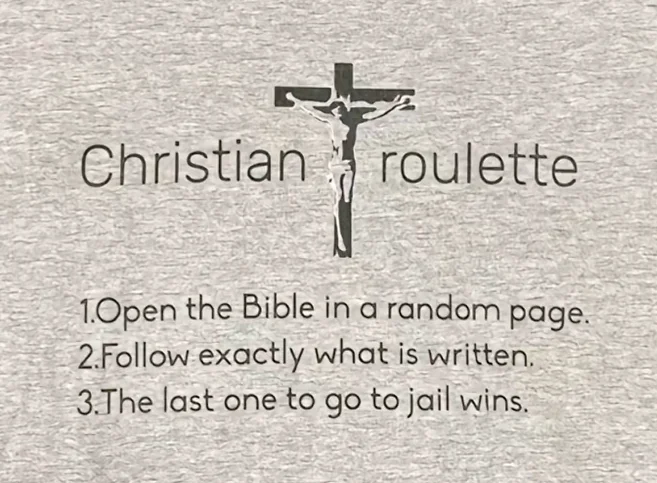 Christian roulette
1.Open the Bible in a random page.
2.Follow exactly what is written.
3.The last one to go to jail wins.